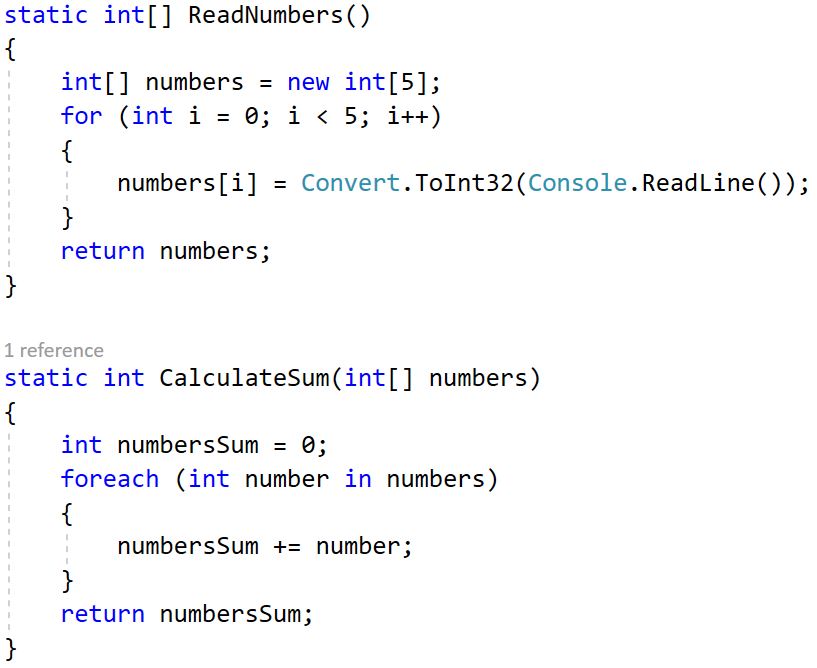 static int[] ReadNumbers()
{
    int[] numbers = new int[5];
    for (int i = 0; i < 5; i++)
    {
        numbers[i] = Convert.ToInt32(Console.ReadLine());
    }
    return numbers;
}
1 reference
static int CalculateSum(int[] numbers)
{
    int numbersSum = 0;
    foreach (int number in numbers)
    {
        numbersSum += number;
    }
    return numbersSum;
}